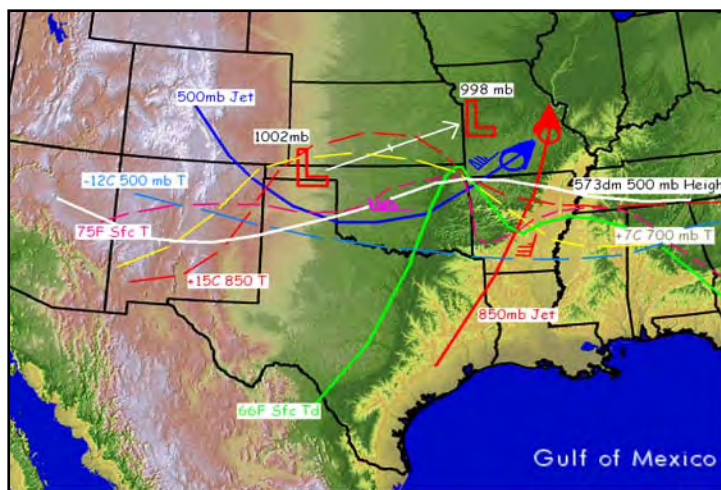 998 mb
500mb Jet
1002mb
-12C 500 mb T
573dm 500 mb Height
75F Sfc T
+7C 700 mb T
+15C 850 T
850mb Jet
66F Sfc Td
Gulf of Mexico